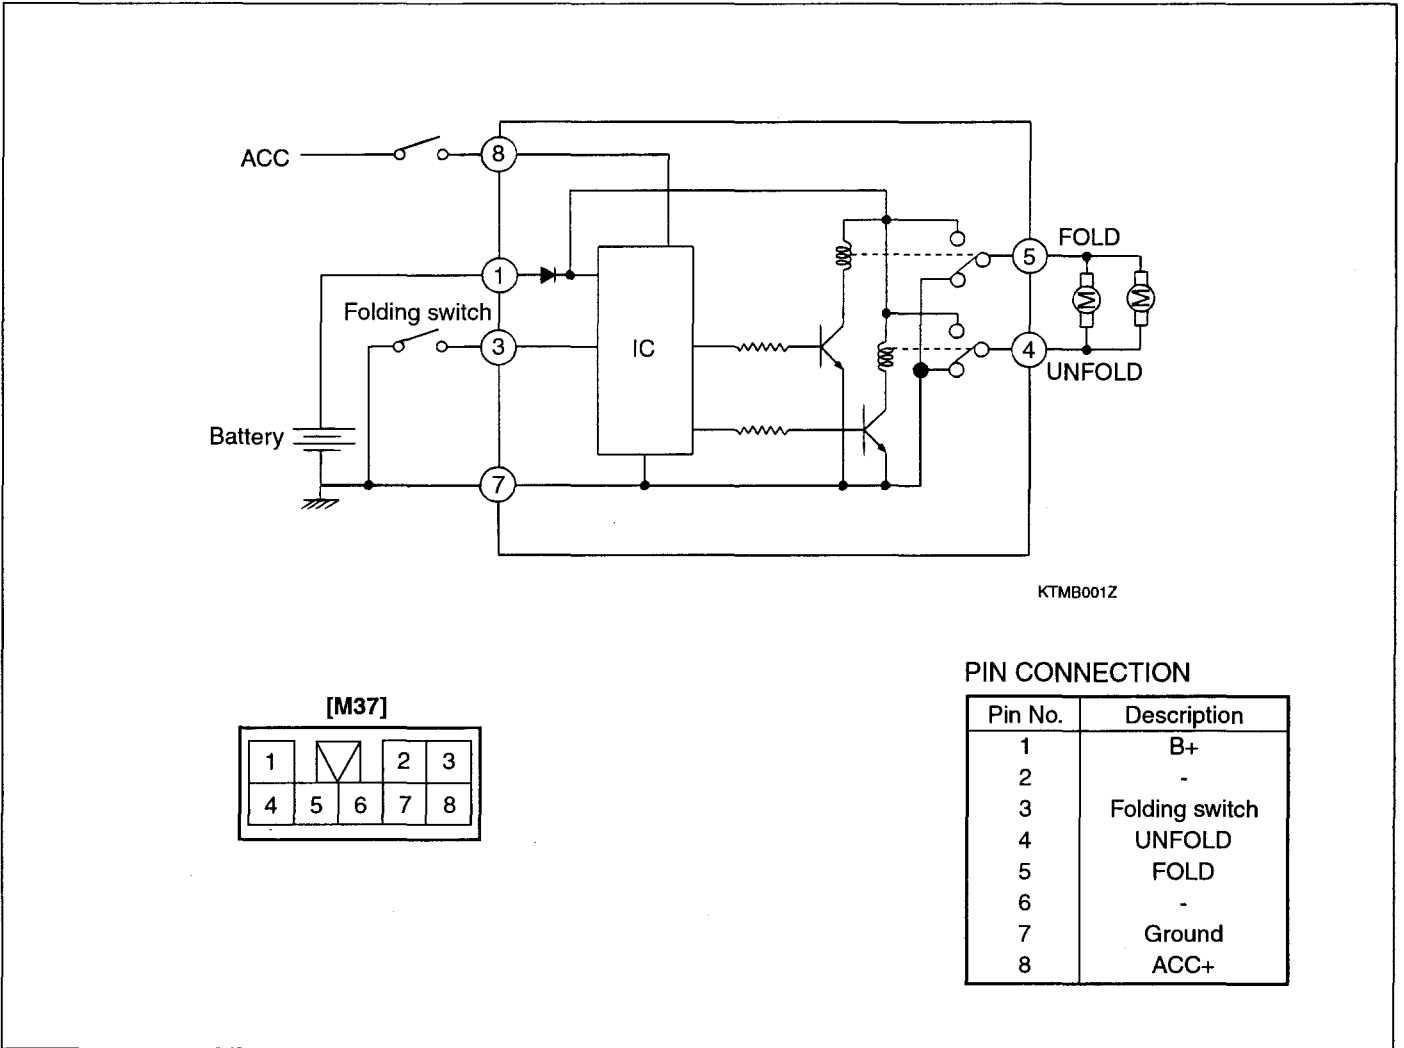 ACC
8
1
Folding switch
3
IC
Battery
7
5
FOLD
M
M
4
UNFOLD
KTMB001Z
[M37]
1 2 3
4 5 6 7 8
PIN CONNECTION
Pin No. Description
1 B+
2 -
3 Folding switch
4 UNFOLD
5 FOLD
6 -
7 Ground
8 ACC+